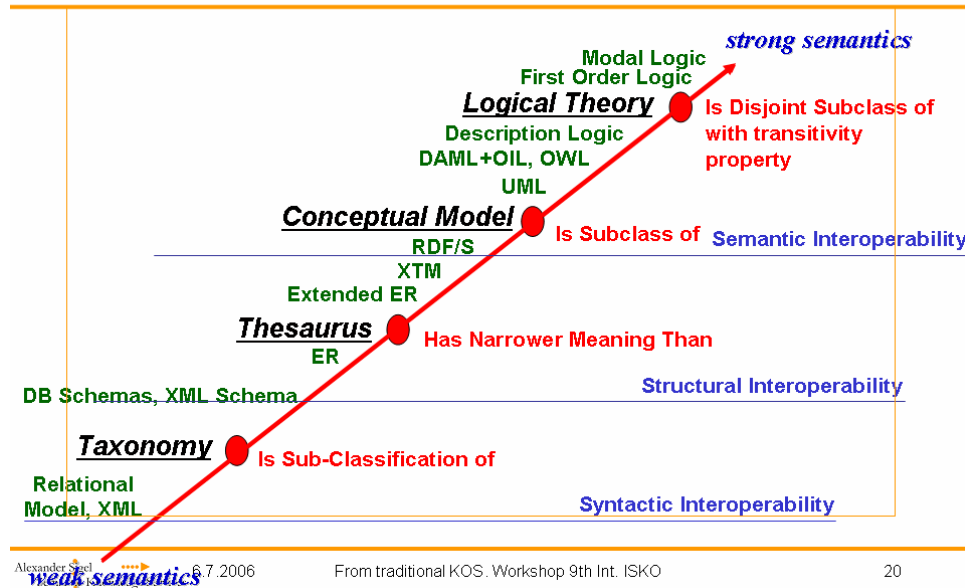 strong semantics
Modal Logic
First Order Logic
Logical Theory
Is Disjoint Subclass of
with transitivity
property
Description Logic
DAML+OIL, OWL
UML
Conceptual Model
Is Subclass of
Semantic Interoperability
RDF/S
XTM
Extended ER
Thesaurus
Has Narrower Meaning Than
ER
Structural Interoperability
DB Schemas, XML Schema
Taxonomy
Is Sub-Classification of
Relational
Model, XML
Syntactic Interoperability
Alexander Sigel
weak semantics
6.7.2006
From traditional KOS. Workshop 9th Int. ISKO
20